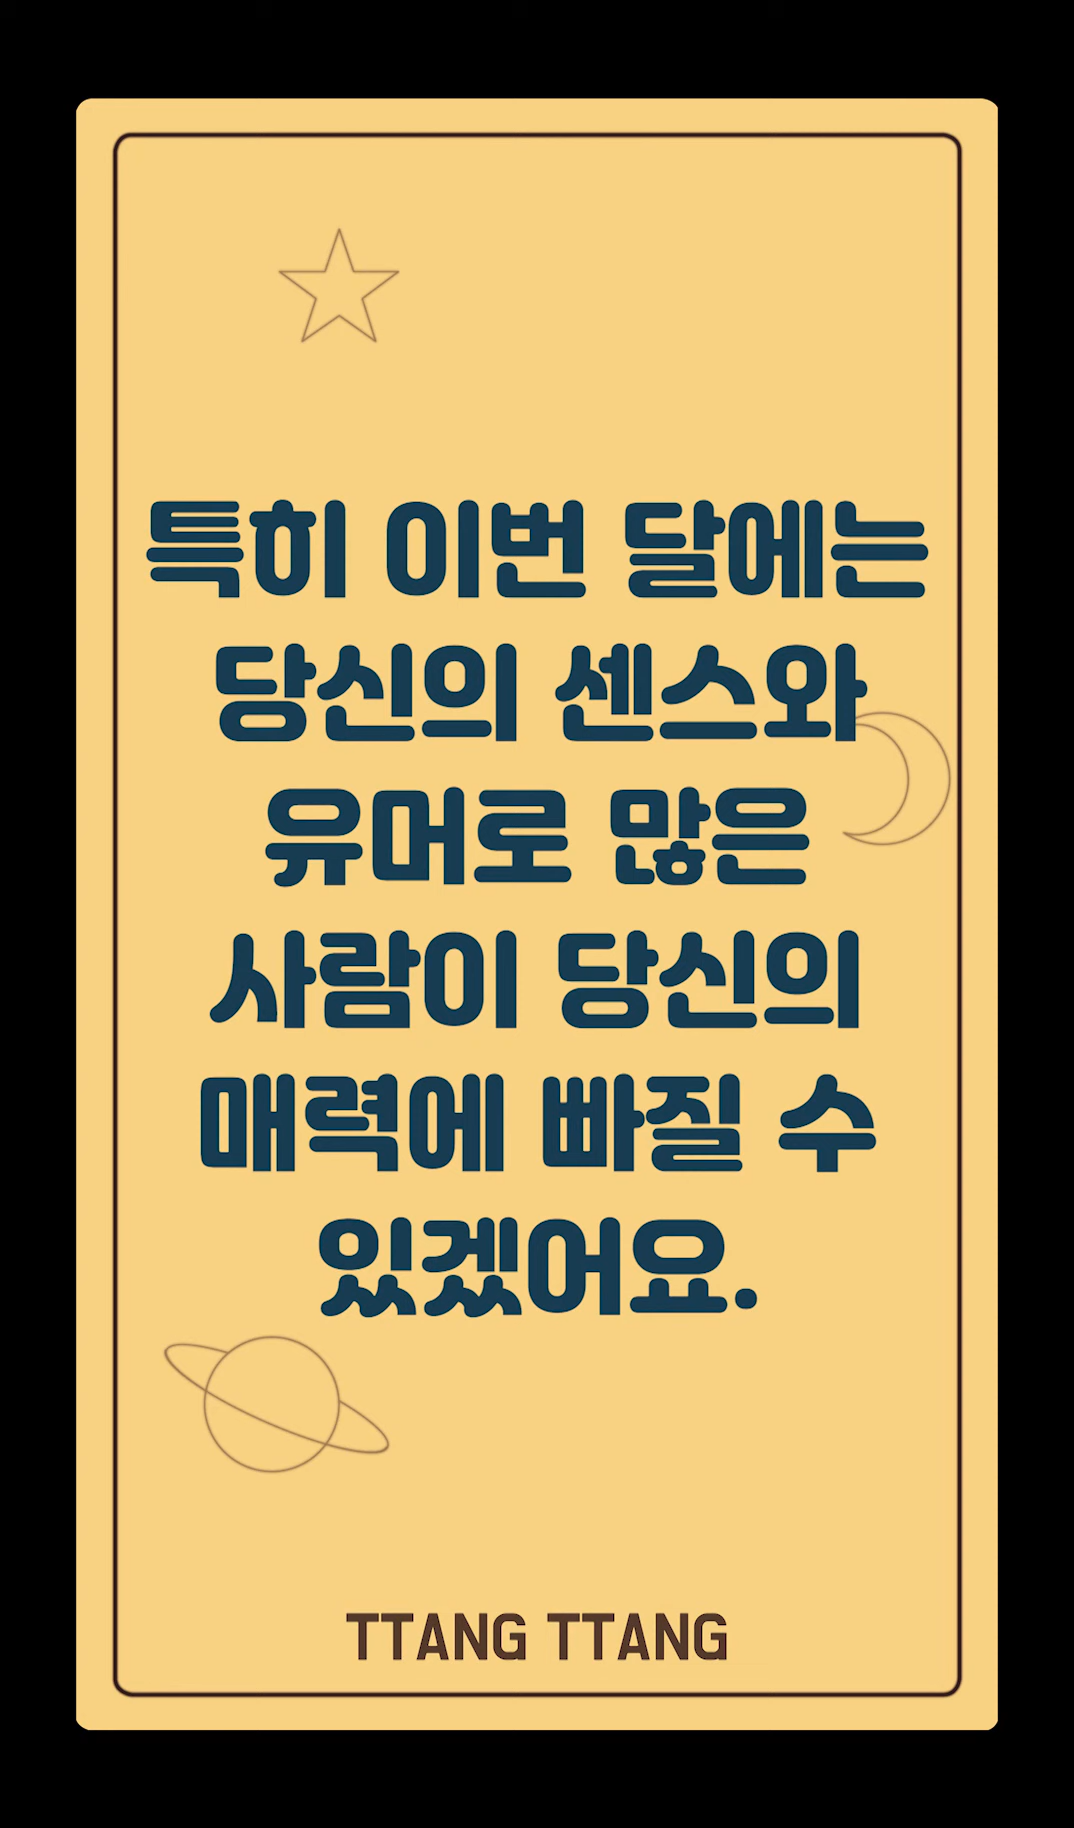 특히 이번 달에는
당신의 센스와
유머로 많은
사람이 당신의
매력에 빠질 수
있겠어요.
TTANG TTANG